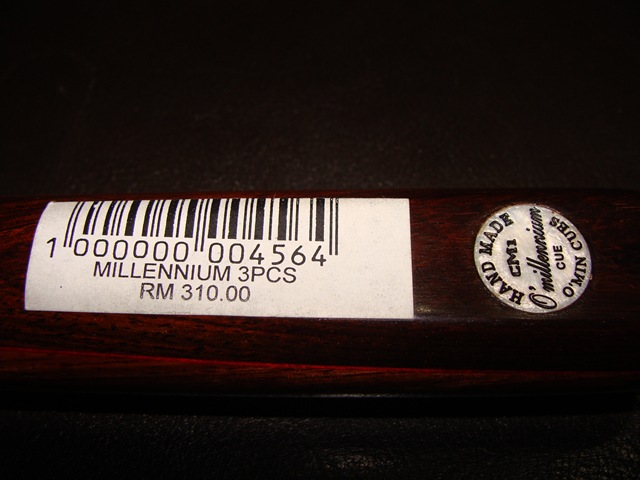 1 000000 004564
MILLENNIUM 3PCS
RM 310.00
HAND MADE
CM1
O'millennium
CUE
O'MIN CUES